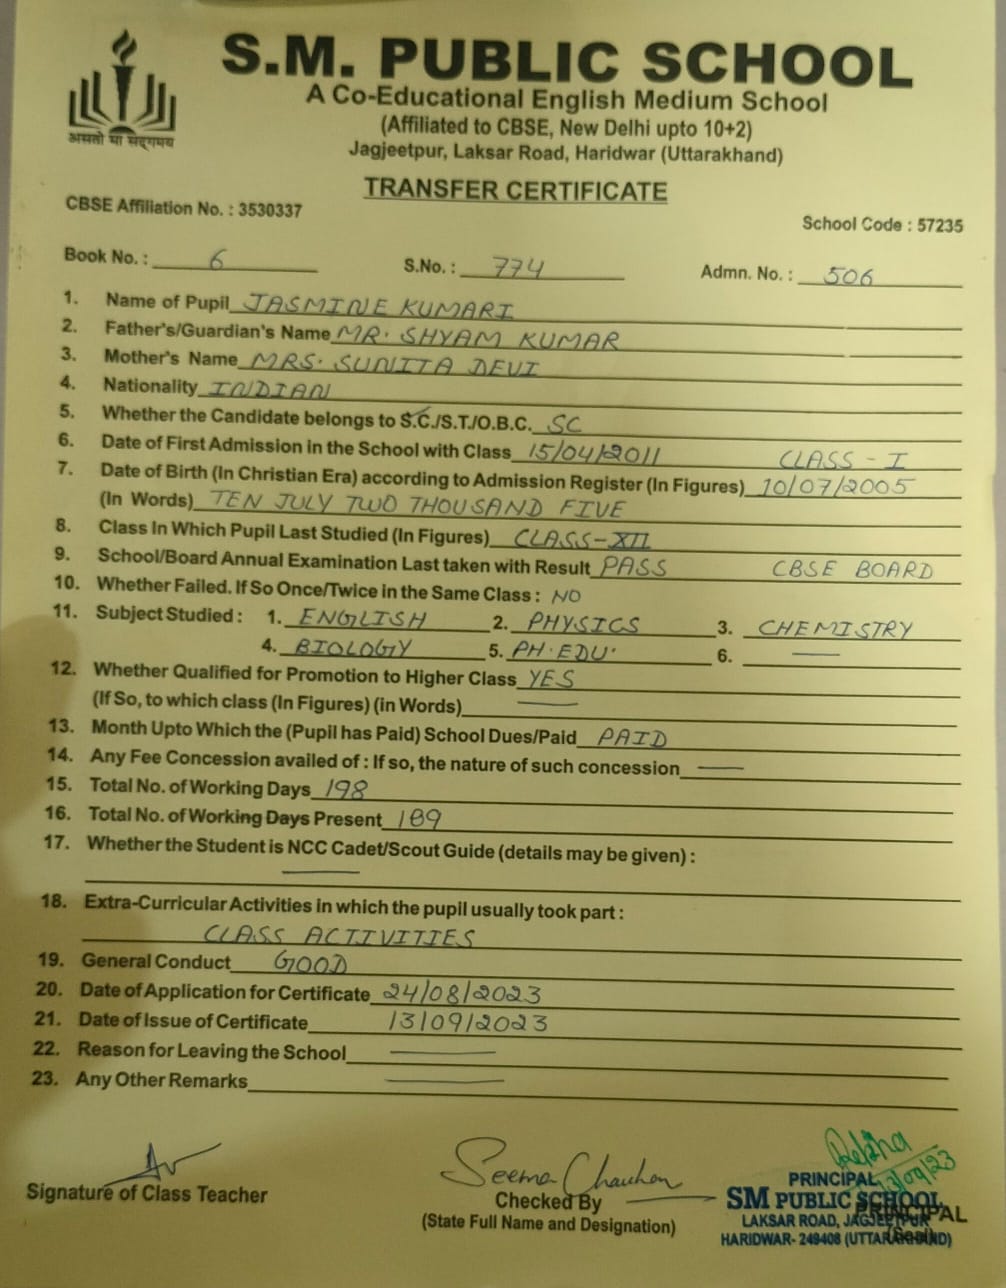 S.M. PUBLIC SCHOOL
A Co-Educational English Medium School
(Affiliated to CBSE, New Delhi upto 10+2)
Jagjeetpur, Laksar Road, Haridwar (Uttarakhand)
असतो मा सद्गमय
TRANSFER CERTIFICATE
CBSE Affiliation No. : 3530337
School Code : 57235
Book No. : 6 S.No. : 774 Admn. No. : 506
1. Name of Pupil JASMINE KUMARI
2. Father's/Guardian's Name MR. SHYAM KUMAR
3. Mother's Name MRS. SUNITA DEVI
4. Nationality INDIAN
5. Whether the Candidate belongs to S.C./S.T./O.B.C. SC
6. Date of First Admission in the School with Class 15/04/2011 CLASS - I
7. Date of Birth (In Christian Era) according to Admission Register (In Figures) 10/07/2005
(In Words) TEN JULY TWO THOUSAND FIVE
8. Class In Which Pupil Last Studied (In Figures) CLASS-XII
9. School/Board Annual Examination Last taken with Result PASS CBSE BOARD
10. Whether Failed. If So Once/Twice in the Same Class : NO
11. Subject Studied : 1. ENGLISH 2. PHYSICS 3. CHEMISTRY
4. BIOLOGY 5. PH. EDU. 6. —
12. Whether Qualified for Promotion to Higher Class YES
(If So, to which class (In Figures) (in Words) —
13. Month Upto Which the (Pupil has Paid) School Dues/Paid PAID
14. Any Fee Concession availed of : If so, the nature of such concession —
15. Total No. of Working Days 198
16. Total No. of Working Days Present 189
17. Whether the Student is NCC Cadet/Scout Guide (details may be given) :
—
18. Extra-Curricular Activities in which the pupil usually took part :
CLASS ACTIVITIES
19. General Conduct GOOD
20. Date of Application for Certificate 24/08/2023
21. Date of Issue of Certificate 13/09/2023
22. Reason for Leaving the School —
23. Any Other Remarks —
Signature of Class Teacher
Seema Chauhan
Checked By
(State Full Name and Designation)
Rekha
13/09/23
PRINCIPAL
SM PUBLIC SCHOOL
LAKSAR ROAD, JAGJEETPUR
HARIDWAR- 249408 (UTTARAKHAND)
PRINCIPAL
(Seal)